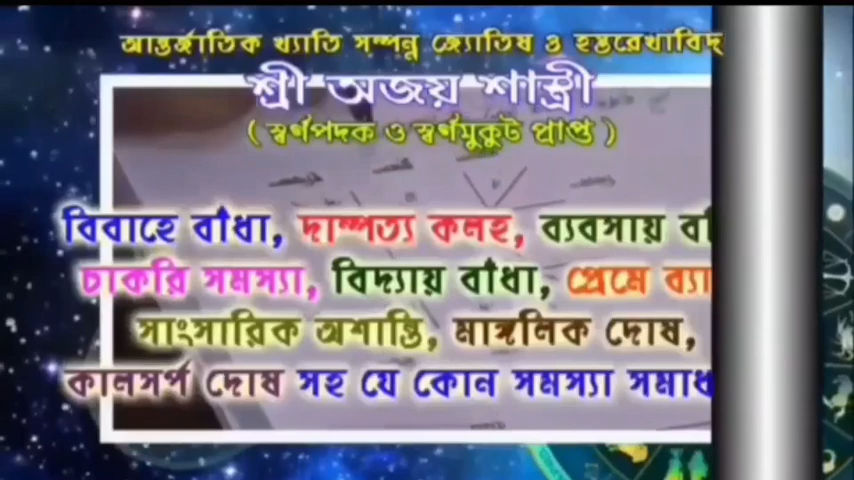 আন্তর্জাতিক খ্যাতি সম্পন্ন জ্যোতিষ ও হস্তরেখাবিদ
শ্রী অজয় শাস্ত্রী
( স্বর্ণপদক ও স্বর্ণমুকুট প্রাপ্ত )
বিবাহে বাঁধা, দাম্পত্য কলহ, ব্যবসায়
চাকরি সমস্যা, বিদ্যায় বাঁধা, প্রেমে
সাংসারিক অশান্তি, মাঙ্গলিক দোষ,
কালসর্প দোষ সহ যে কোন সমস্যা